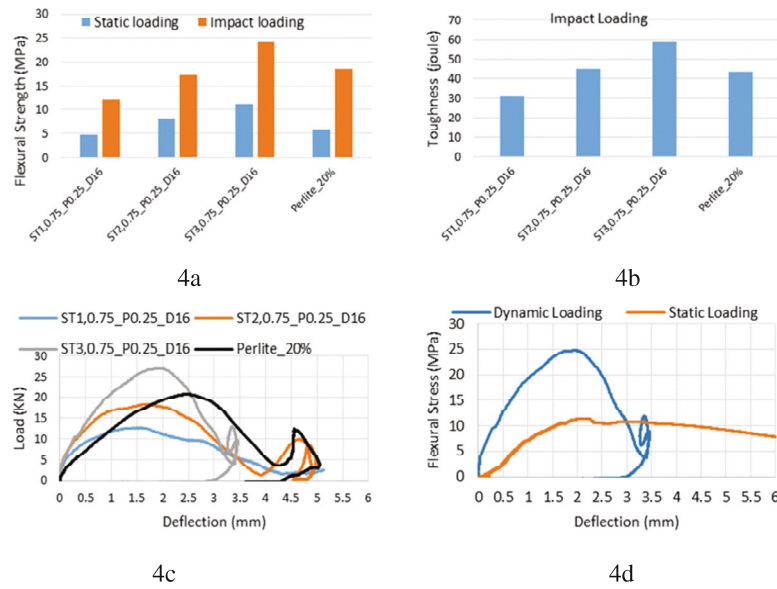 Static loading Impact loading
Flexural Strength (MPa)
30
25
20
15
10
5
0
ST1,0.75_P0.25_D16
ST2,0.75_P0.25_D16
ST3,0.75_P0.25_D16
Perlite_20%
4a
Impact Loading
Toughness (joule)
70
60
50
40
30
20
10
0
ST1,0.75_P0.25_D16
ST2,0.75_P0.25_D16
ST3,0.75_P0.25_D16
Perlite_20%
4b
ST1,0.75_P0.25_D16 ST2,0.75_P0.25_D16
ST3,0.75_P0.25_D16 Perlite_20%
Load (KN)
30
25
20
15
10
5
0
0 0.5 1 1.5 2 2.5 3 3.5 4 4.5 5 5.5 6
Deflection (mm)
4c
Dynamic Loading Static Loading
Flexural Stress (MPa)
30
25
20
15
10
5
0
0 0.5 1 1.5 2 2.5 3 3.5 4 4.5 5 5.5 6
Deflection (mm)
4d